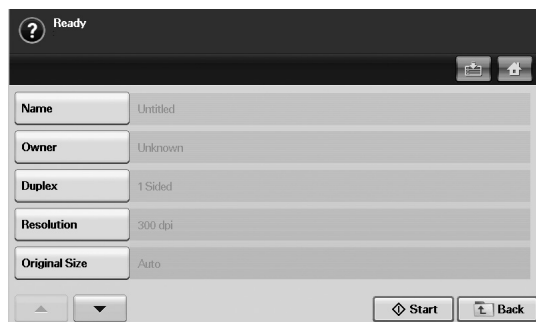 Ready
Name Untitled
Owner Unknown
Duplex 1 Sided
Resolution 300 dpi
Original Size Auto
Start Back